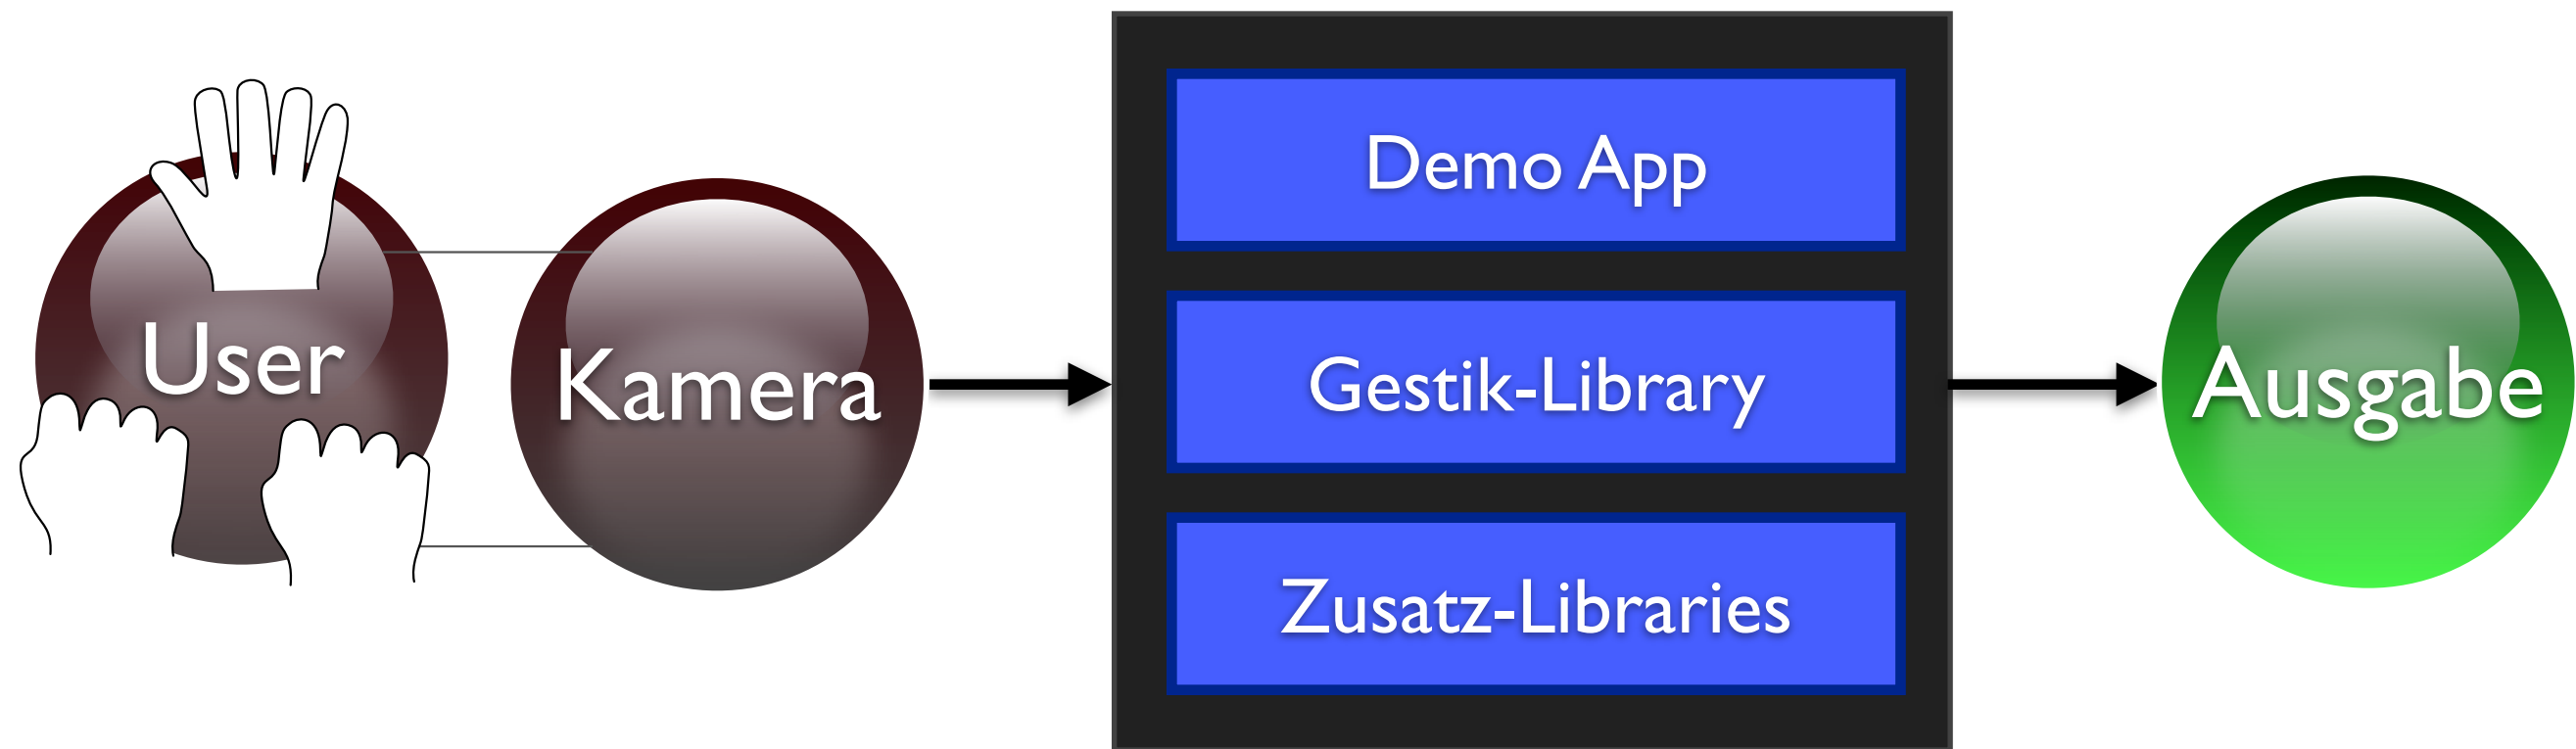 User
Kamera
Demo App
Gestik-Library
Zusatz-Libraries
Ausgabe